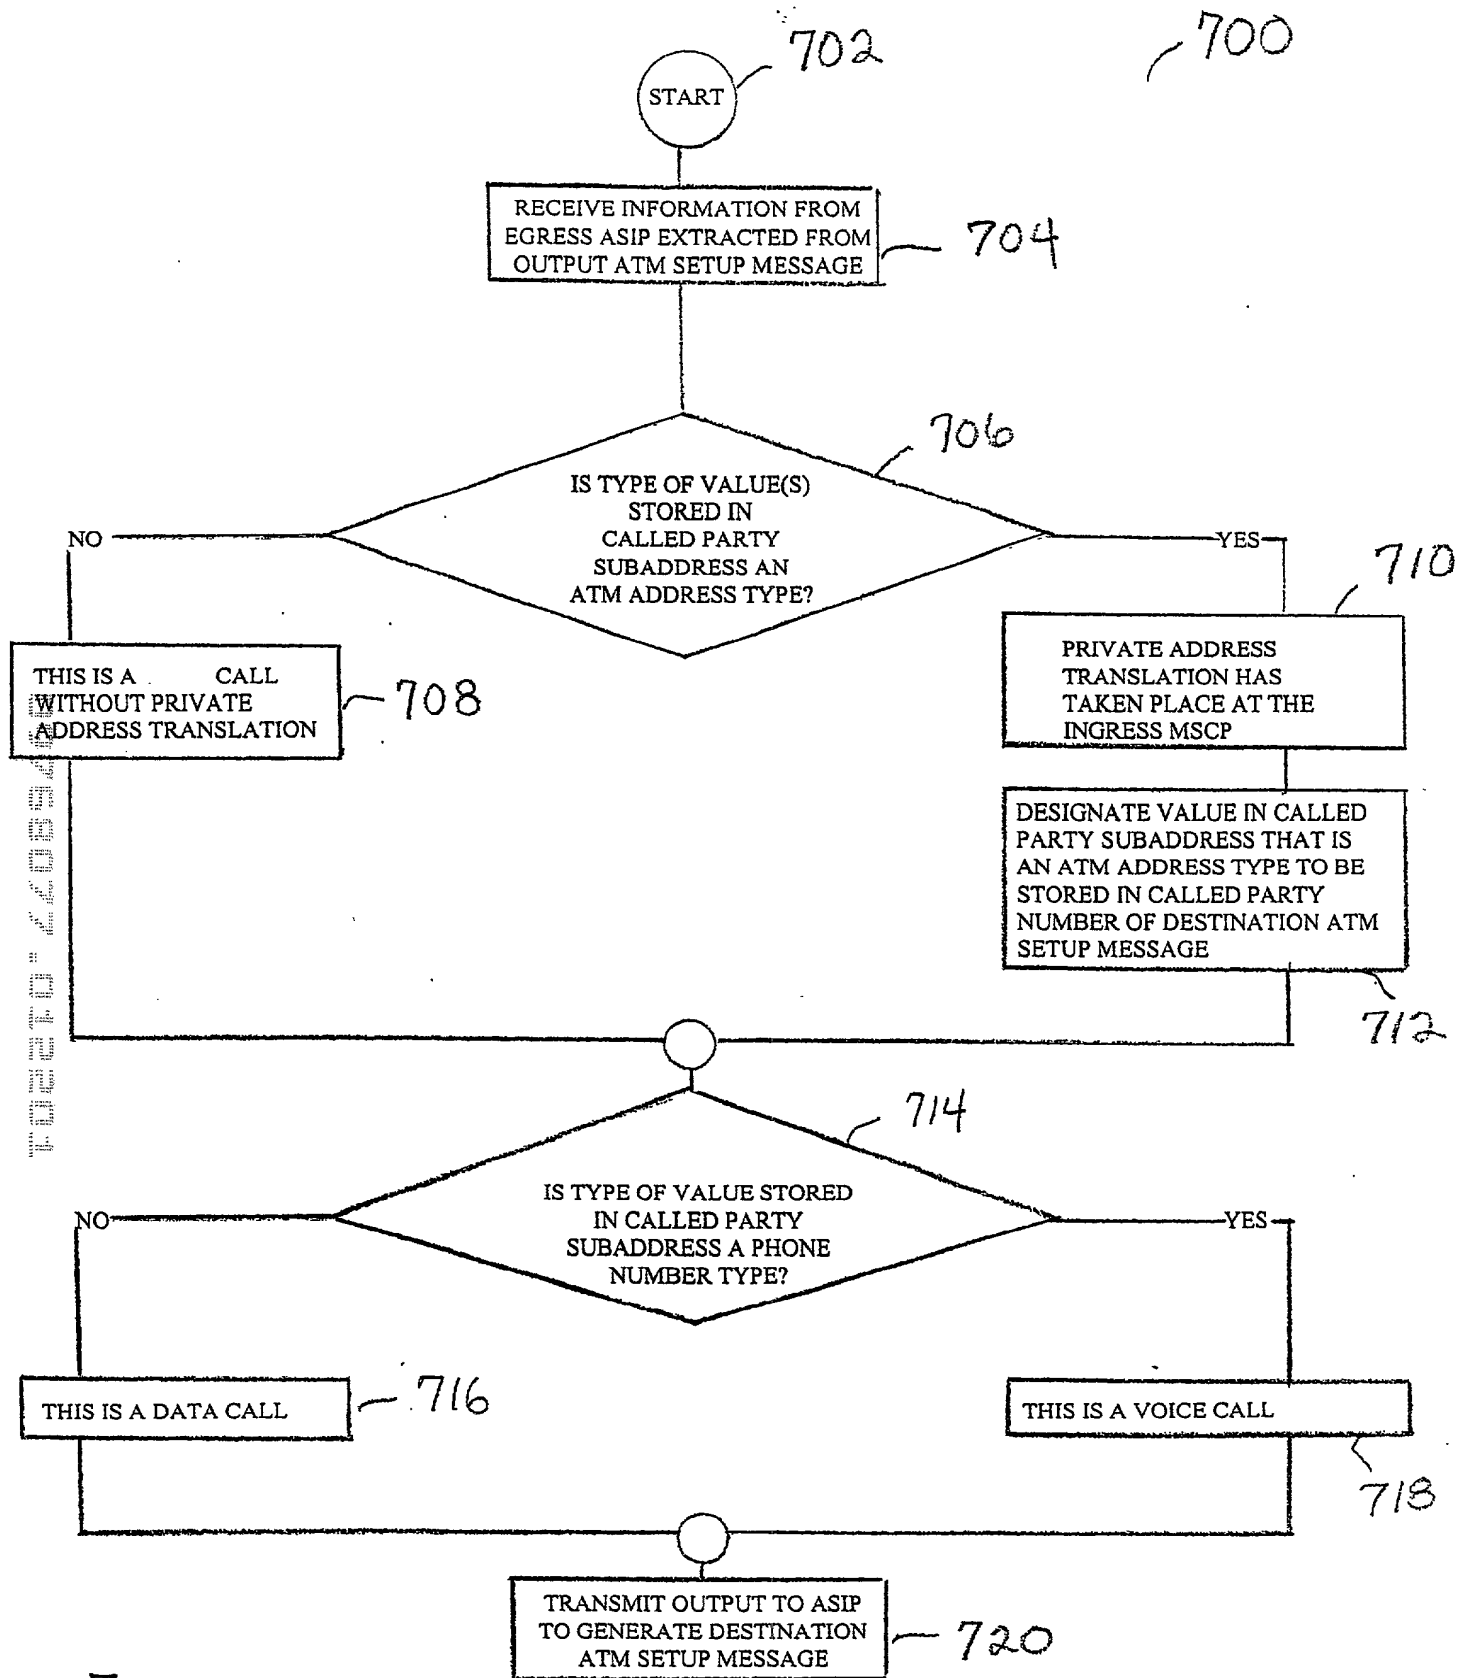 702
700
START
RECEIVE INFORMATION FROM
EGRESS ASIP EXTRACTED FROM
OUTPUT ATM SETUP MESSAGE
704
706
IS TYPE OF VALUE(S)
STORED IN
CALLED PARTY
SUBADDRESS AN
ATM ADDRESS TYPE?
NO
YES
710
THIS IS A CALL
WITHOUT PRIVATE
ADDRESS TRANSLATION
708
PRIVATE ADDRESS
TRANSLATION HAS
TAKEN PLACE AT THE
INGRESS MSCP
DESIGNATE VALUE IN CALLED
PARTY SUBADDRESS THAT IS
AN ATM ADDRESS TYPE TO BE
STORED IN CALLED PARTY
NUMBER OF DESTINATION ATM
SETUP MESSAGE
712
714
IS TYPE OF VALUE STORED
IN CALLED PARTY
SUBADDRESS A PHONE
NUMBER TYPE?
NO
YES
THIS IS A DATA CALL
716
THIS IS A VOICE CALL
718
TRANSMIT OUTPUT TO ASIP
TO GENERATE DESTINATION
ATM SETUP MESSAGE
720